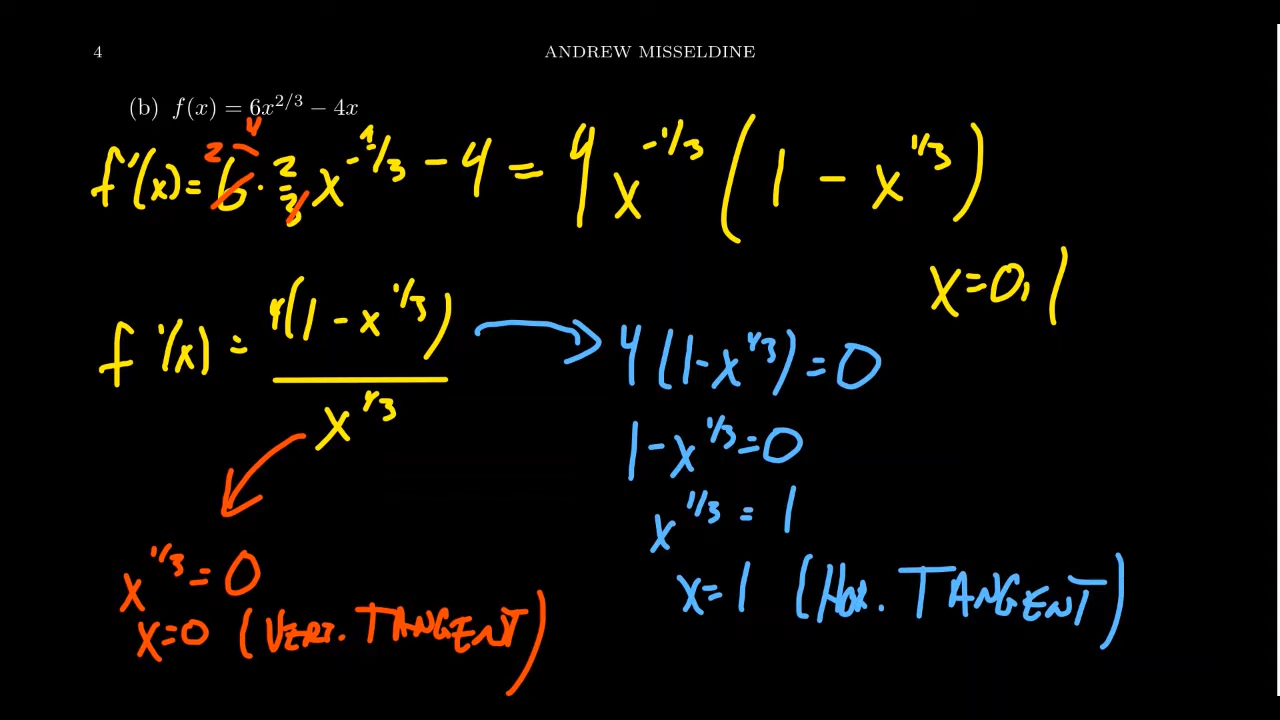 4 ANDREW MISSELDINE
(b) f(x) = 6x^{2/3} − 4x
2 4
f'(x) = 6 · 2/3 x^{-1/3} − 4 = 4x^{-1/3} (1 − x^{1/3})
x=0, 1
f'(x) = 4(1 − x^{1/3}) / x^{1/3}
4(1 − x^{1/3}) = 0
1 − x^{1/3} = 0
x^{1/3} = 1
x = 1 (HOR. TANGENT)
x^{1/3} = 0
x=0 (VERT. TANGENT)